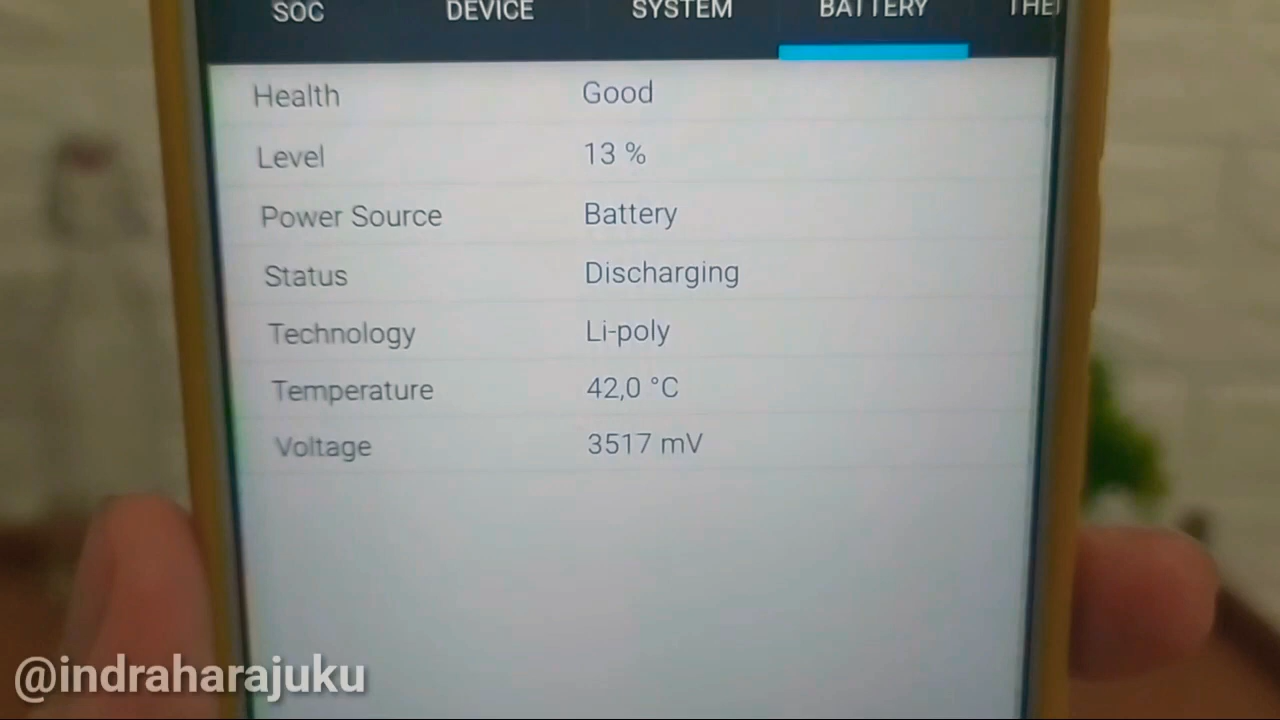 SOC DEVICE SYSTEM BATTERY
Health Good
Level 13 %
Power Source Battery
Status Discharging
Technology Li-poly
Temperature 42,0 °C
Voltage 3517 mV
@indraharajuku